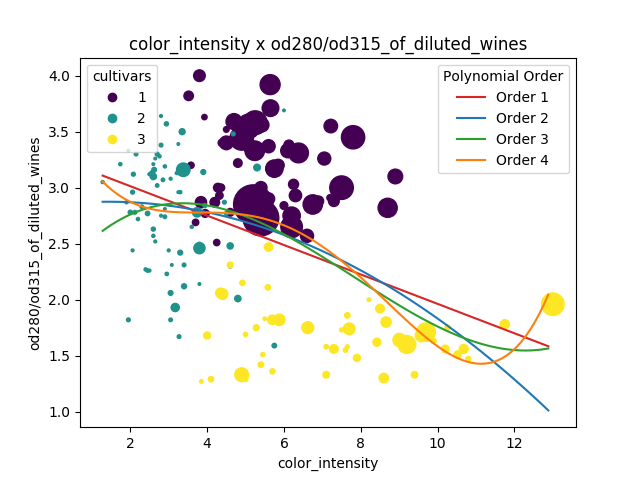 color_intensity x od280/od315_of_diluted_wines
cultivars
1
2
3
Polynomial Order
Order 1
Order 2
Order 3
Order 4
od280/od315_of_diluted_wines
4.0
3.5
3.0
2.5
2.0
1.5
1.0
2 4 6 8 10 12
color_intensity